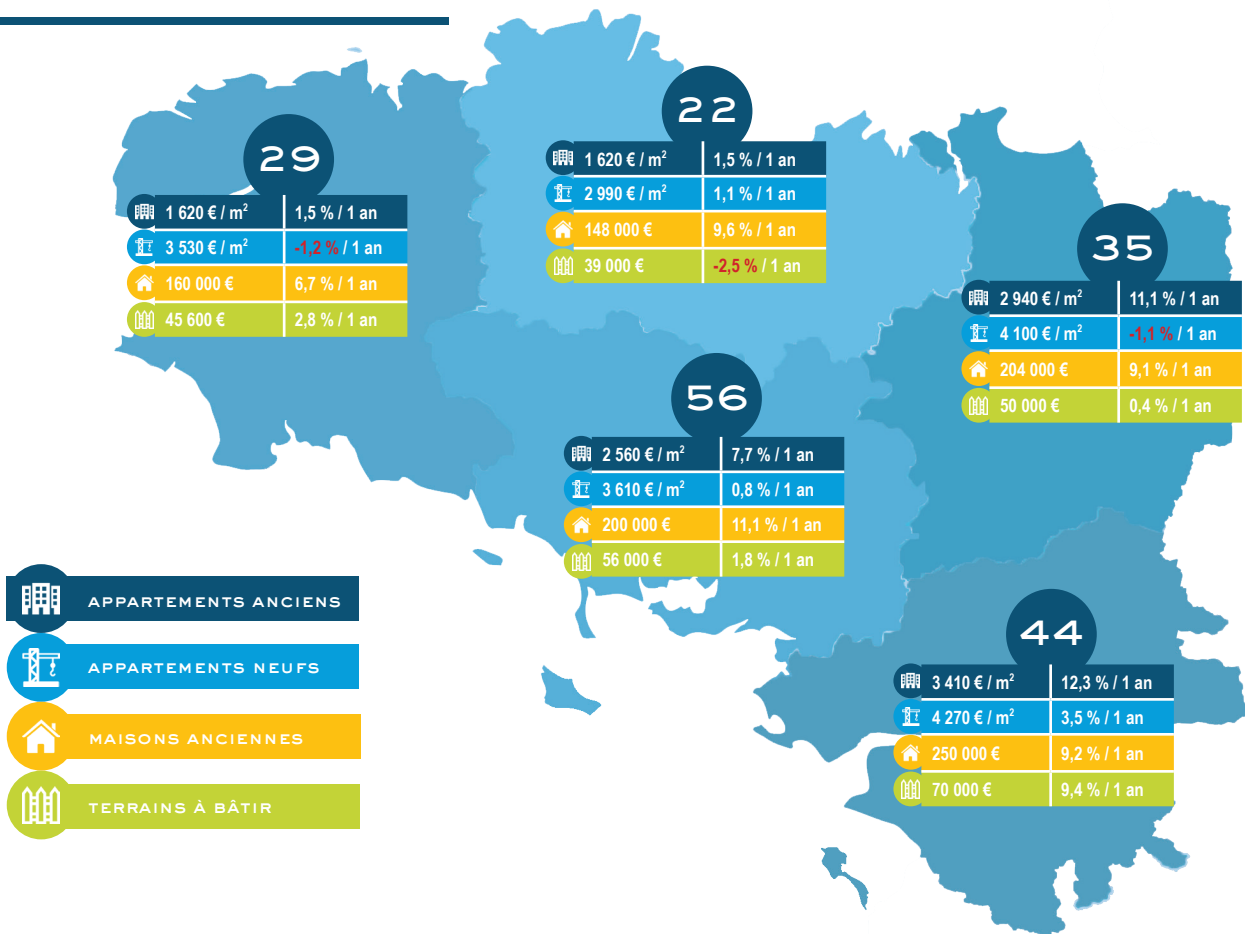 22
1 620 € / m² 1,5 % / 1 an
2 990 € / m² 1,1 % / 1 an
148 000 € 9,6 % / 1 an
39 000 € -2,5 % / 1 an
29
1 620 € / m² 1,5 % / 1 an
3 530 € / m² -1,2 % / 1 an
160 000 € 6,7 % / 1 an
45 600 € 2,8 % / 1 an
35
2 940 € / m² 11,1 % / 1 an
4 100 € / m² -1,1 % / 1 an
204 000 € 9,1 % / 1 an
50 000 € 0,4 % / 1 an
56
2 560 € / m² 7,7 % / 1 an
3 610 € / m² 0,8 % / 1 an
200 000 € 11,1 % / 1 an
56 000 € 1,8 % / 1 an
44
3 410 € / m² 12,3 % / 1 an
4 270 € / m² 3,5 % / 1 an
250 000 € 9,2 % / 1 an
70 000 € 9,4 % / 1 an
APPARTEMENTS ANCIENS
APPARTEMENTS NEUFS
MAISONS ANCIENNES
TERRAINS À BÂTIR